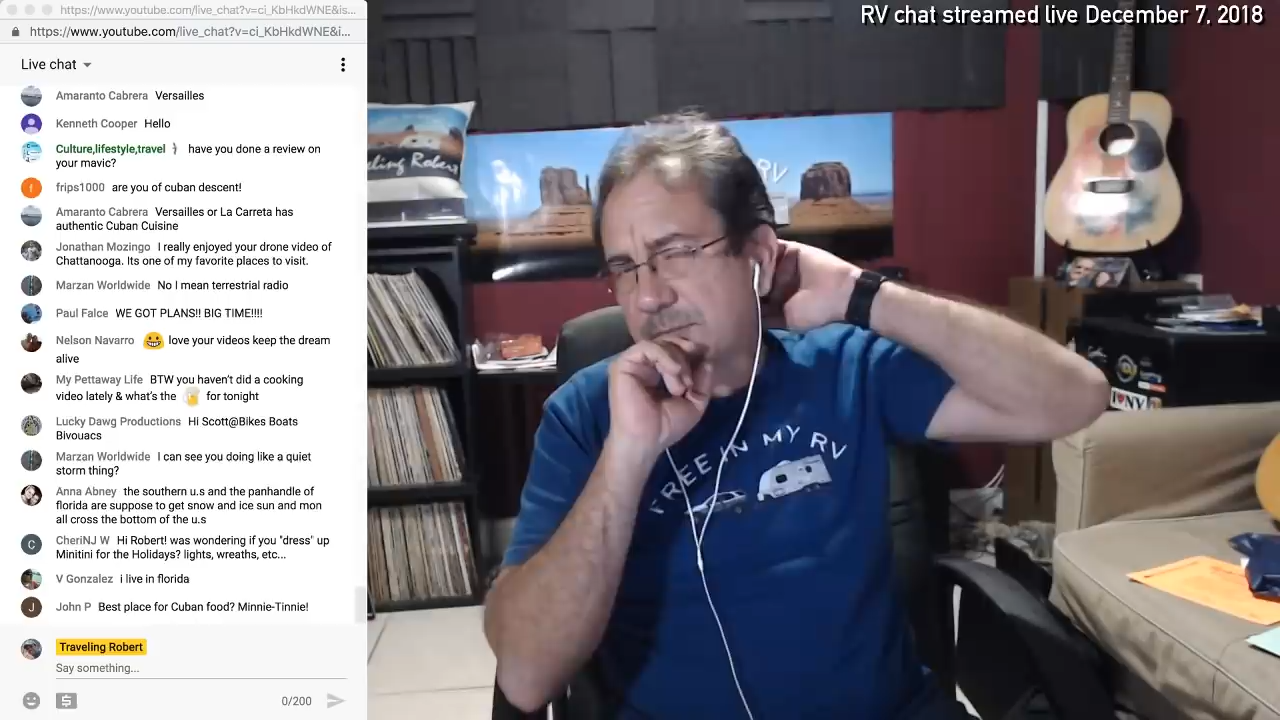 https://www.youtube.com/live_chat?v=ci_KbHkdWNE&is...
https://www.youtube.com/live_chat?v=ci_KbHkdWNE&i...
Live chat
Amaranto Cabrera Versailles
Kenneth Cooper Hello
Culture,lifestyle,travel have you done a review on
your mavic?
frips1000 are you of cuban descent!
Amaranto Cabrera Versailles or La Carreta has
authentic Cuban Cuisine
Jonathan Mozingo I really enjoyed your drone video of
Chattanooga. Its one of my favorite places to visit.
Marzan Worldwide No I mean terrestrial radio
Paul Falce WE GOT PLANS!! BIG TIME!!!!
Nelson Navarro 😀 love your videos keep the dream
alive
My Pettaway Life BTW you haven't did a cooking
video lately & what's the 🍺 for tonight
Lucky Dawg Productions Hi Scott@Bikes Boats
Bivouacs
Marzan Worldwide I can see you doing like a quiet
storm thing?
Anna Abney the southern u.s and the panhandle of
florida are suppose to get snow and ice sun and mon
all cross the bottom of the u.s
CheriNJ W Hi Robert! was wondering if you "dress" up
Minitini for the Holidays? lights, wreaths, etc...
V Gonzalez i live in florida
John P Best place for Cuban food? Minnie-Tinnie!
Traveling Robert
Say something...
0/200
RV chat streamed live December 7, 2018
eling Robert
RV
FREE IN MY RV
I ♥ NY